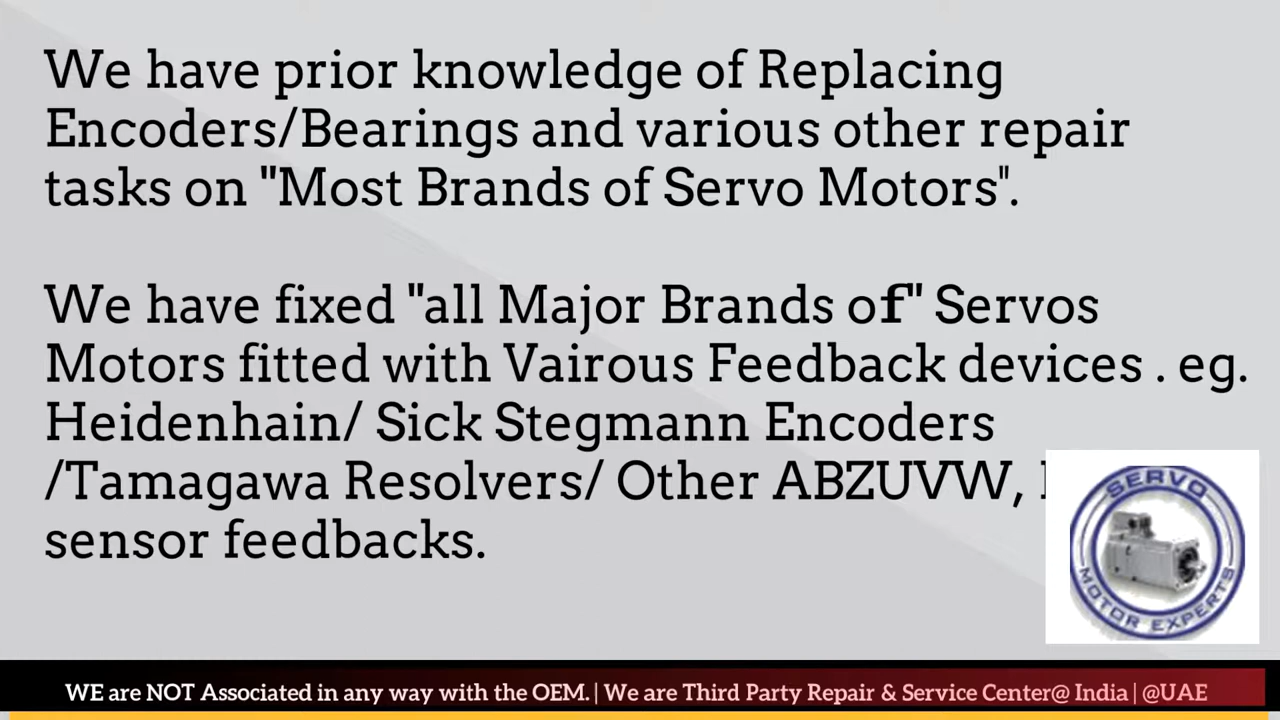 We have prior knowledge of Replacing
Encoders/Bearings and various other repair
tasks on "Most Brands of Servo Motors".
We have fixed "all Major Brands of" Servos
Motors fitted with Vairous Feedback devices . eg.
Heidenhain/ Sick Stegmann Encoders
/Tamagawa Resolvers/ Other ABZUVW,
sensor feedbacks.
SERVO
MOTOR EXPERTS
WE are NOT Associated in any way with the OEM. | We are Third Party Repair & Service Center@ India | @UAE